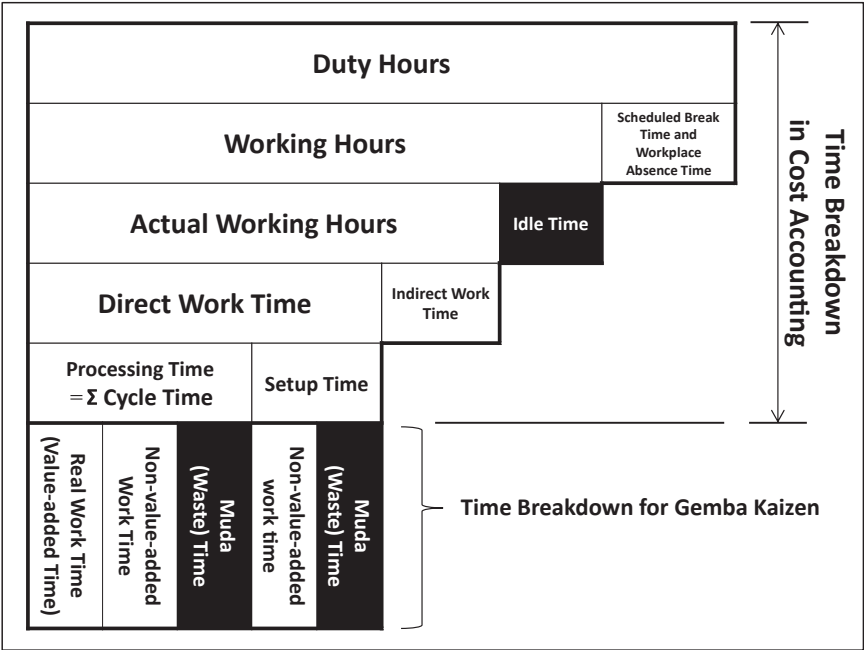 Duty Hours
Working Hours
Scheduled Break
Time and
Workplace
Absence Time
Actual Working Hours
Idle Time
Direct Work Time
Indirect Work
Time
Processing Time
= Σ Cycle Time
Setup Time
Real Work Time
(Value-added Time)
Non-value-added
Work Time
Muda
(Waste) Time
Non-value-added
work time
Muda
(Waste) Time
Time Breakdown for Gemba Kaizen
Time Breakdown
in Cost Accounting